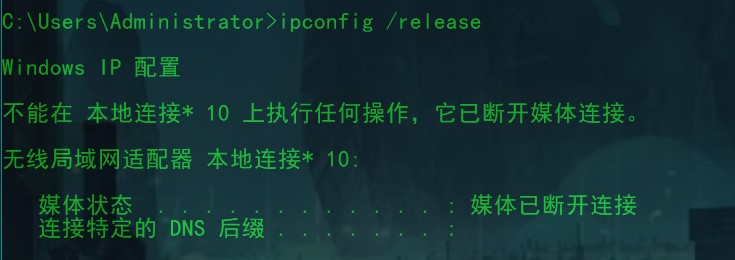 C:\Users\Administrator>ipconfig /release
Windows IP 配置
不能在 本地连接* 10 上执行任何操作，它已断开媒体连接。
无线局域网适配器 本地连接* 10:
媒体状态 . . . . . . . . . . . . : 媒体已断开连接
连接特定的 DNS 后缀 . . . . . . . :